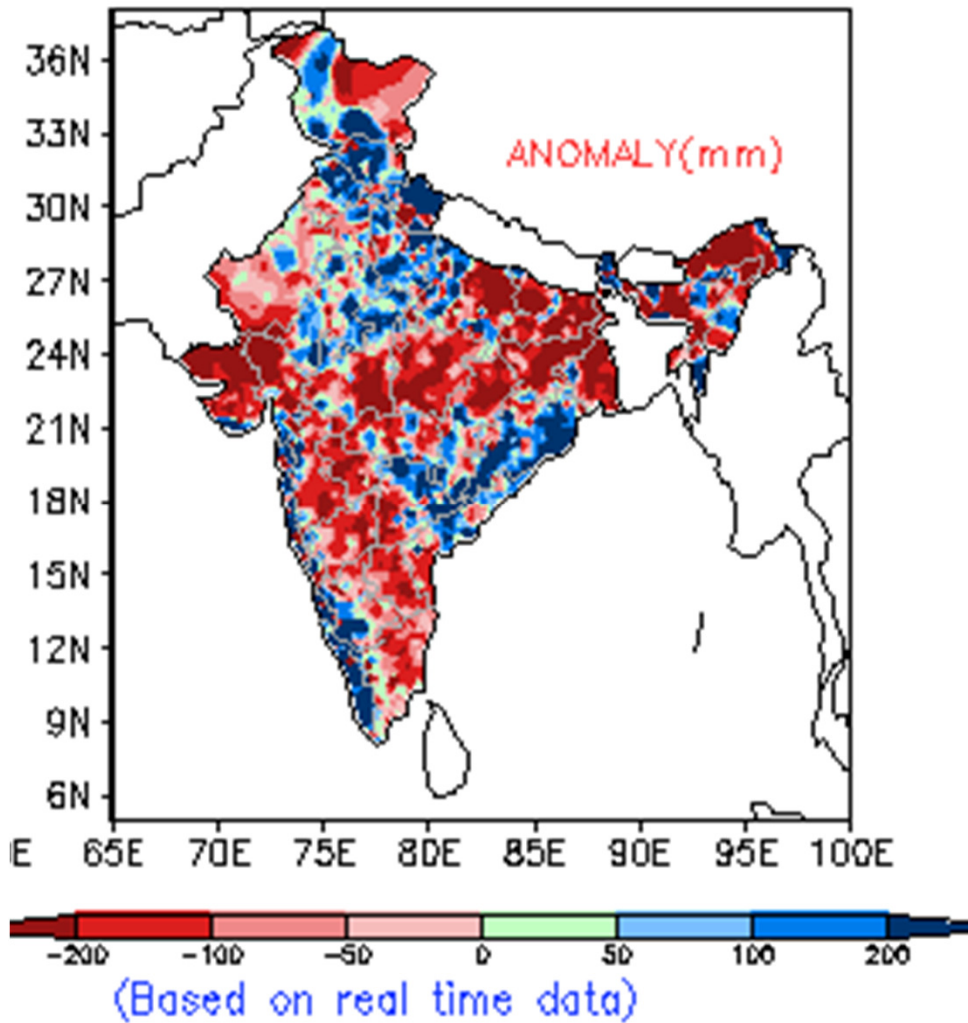 36N
33N
ANOMALY(mm)
30N
27N
24N
21N
18N
15N
12N
9N
6N
E 65E 70E 75E 80E 85E 90E 95E 100E
-200 -100 -50 0 50 100 200
(Based on real time data)